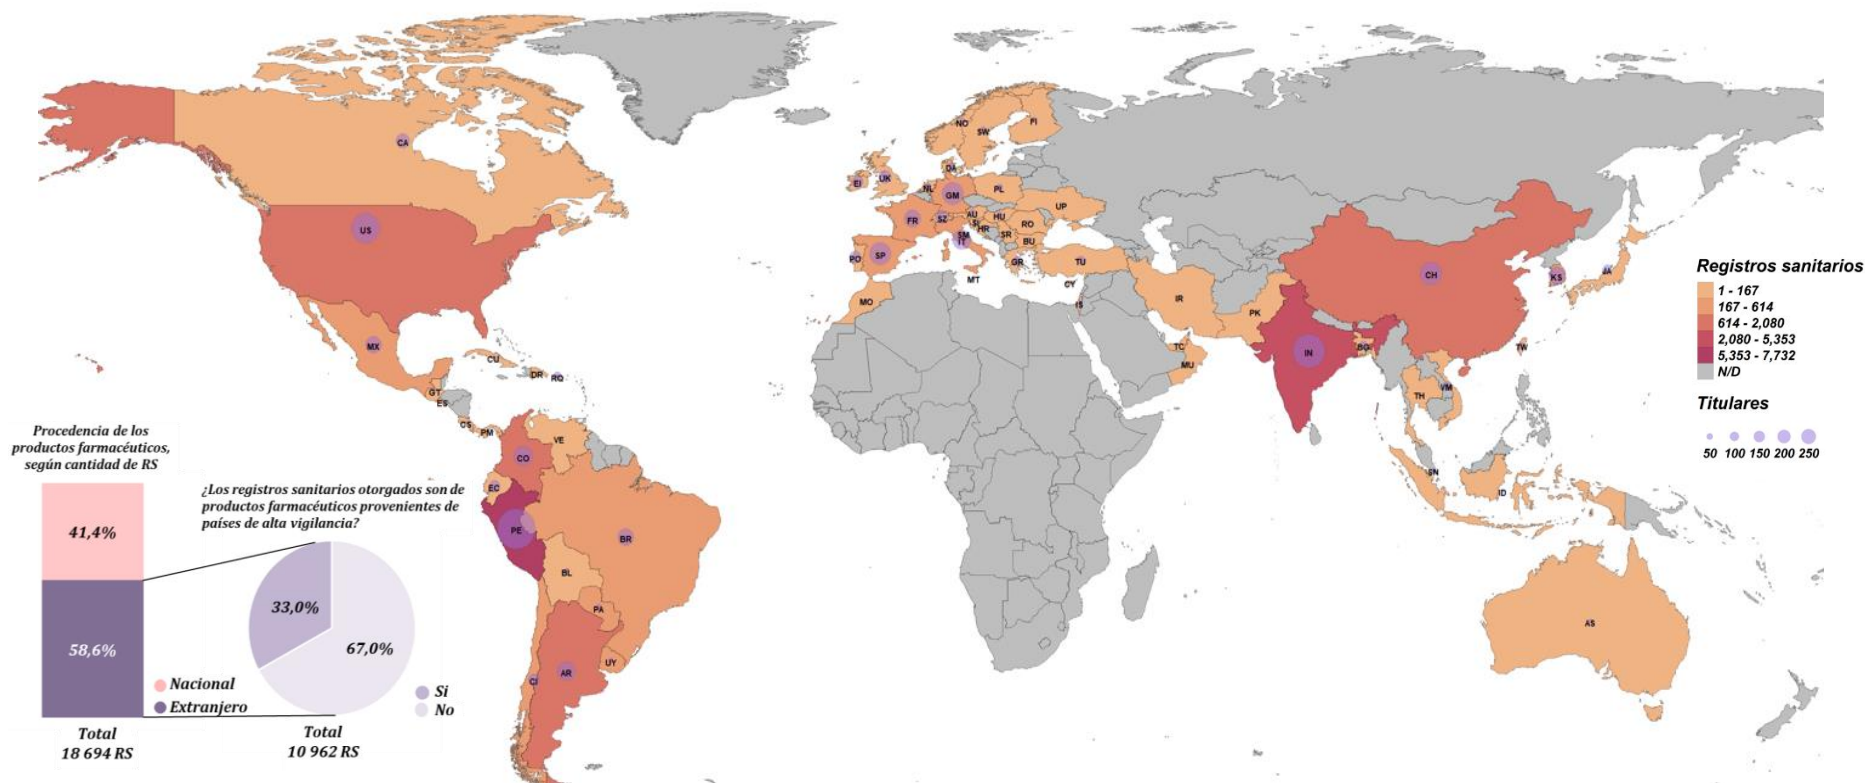 CA
US
MX
CU
DR
RQ
GT
ES
CS
PM
VE
CO
EC
PE
BR
BL
PA
UY
CI
AR
NO
SW
FI
DA
EI
UK
NL
GM
PL
UP
FR
SZ
AU
HU
SI
HR
RO
SR
BU
SM
IT
PO
SP
GR
TU
MT
CY
IS
MO
IR
PK
TC
MU
IN
BG
CH
KS
JA
TW
TH
VM
SN
ID
AS
Registros sanitarios
1 - 167
167 - 614
614 - 2,080
2,080 - 5,353
5,353 - 7,732
N/D
Titulares
50 100 150 200 250
Procedencia de los
productos farmacéuticos,
según cantidad de RS
41,4%
58,6%
Nacional
Extranjero
Total
18 694 RS
¿Los registros sanitarios otorgados son de
productos farmacéuticos provenientes de
países de alta vigilancia?
33,0%
67,0%
Si
No
Total
10 962 RS